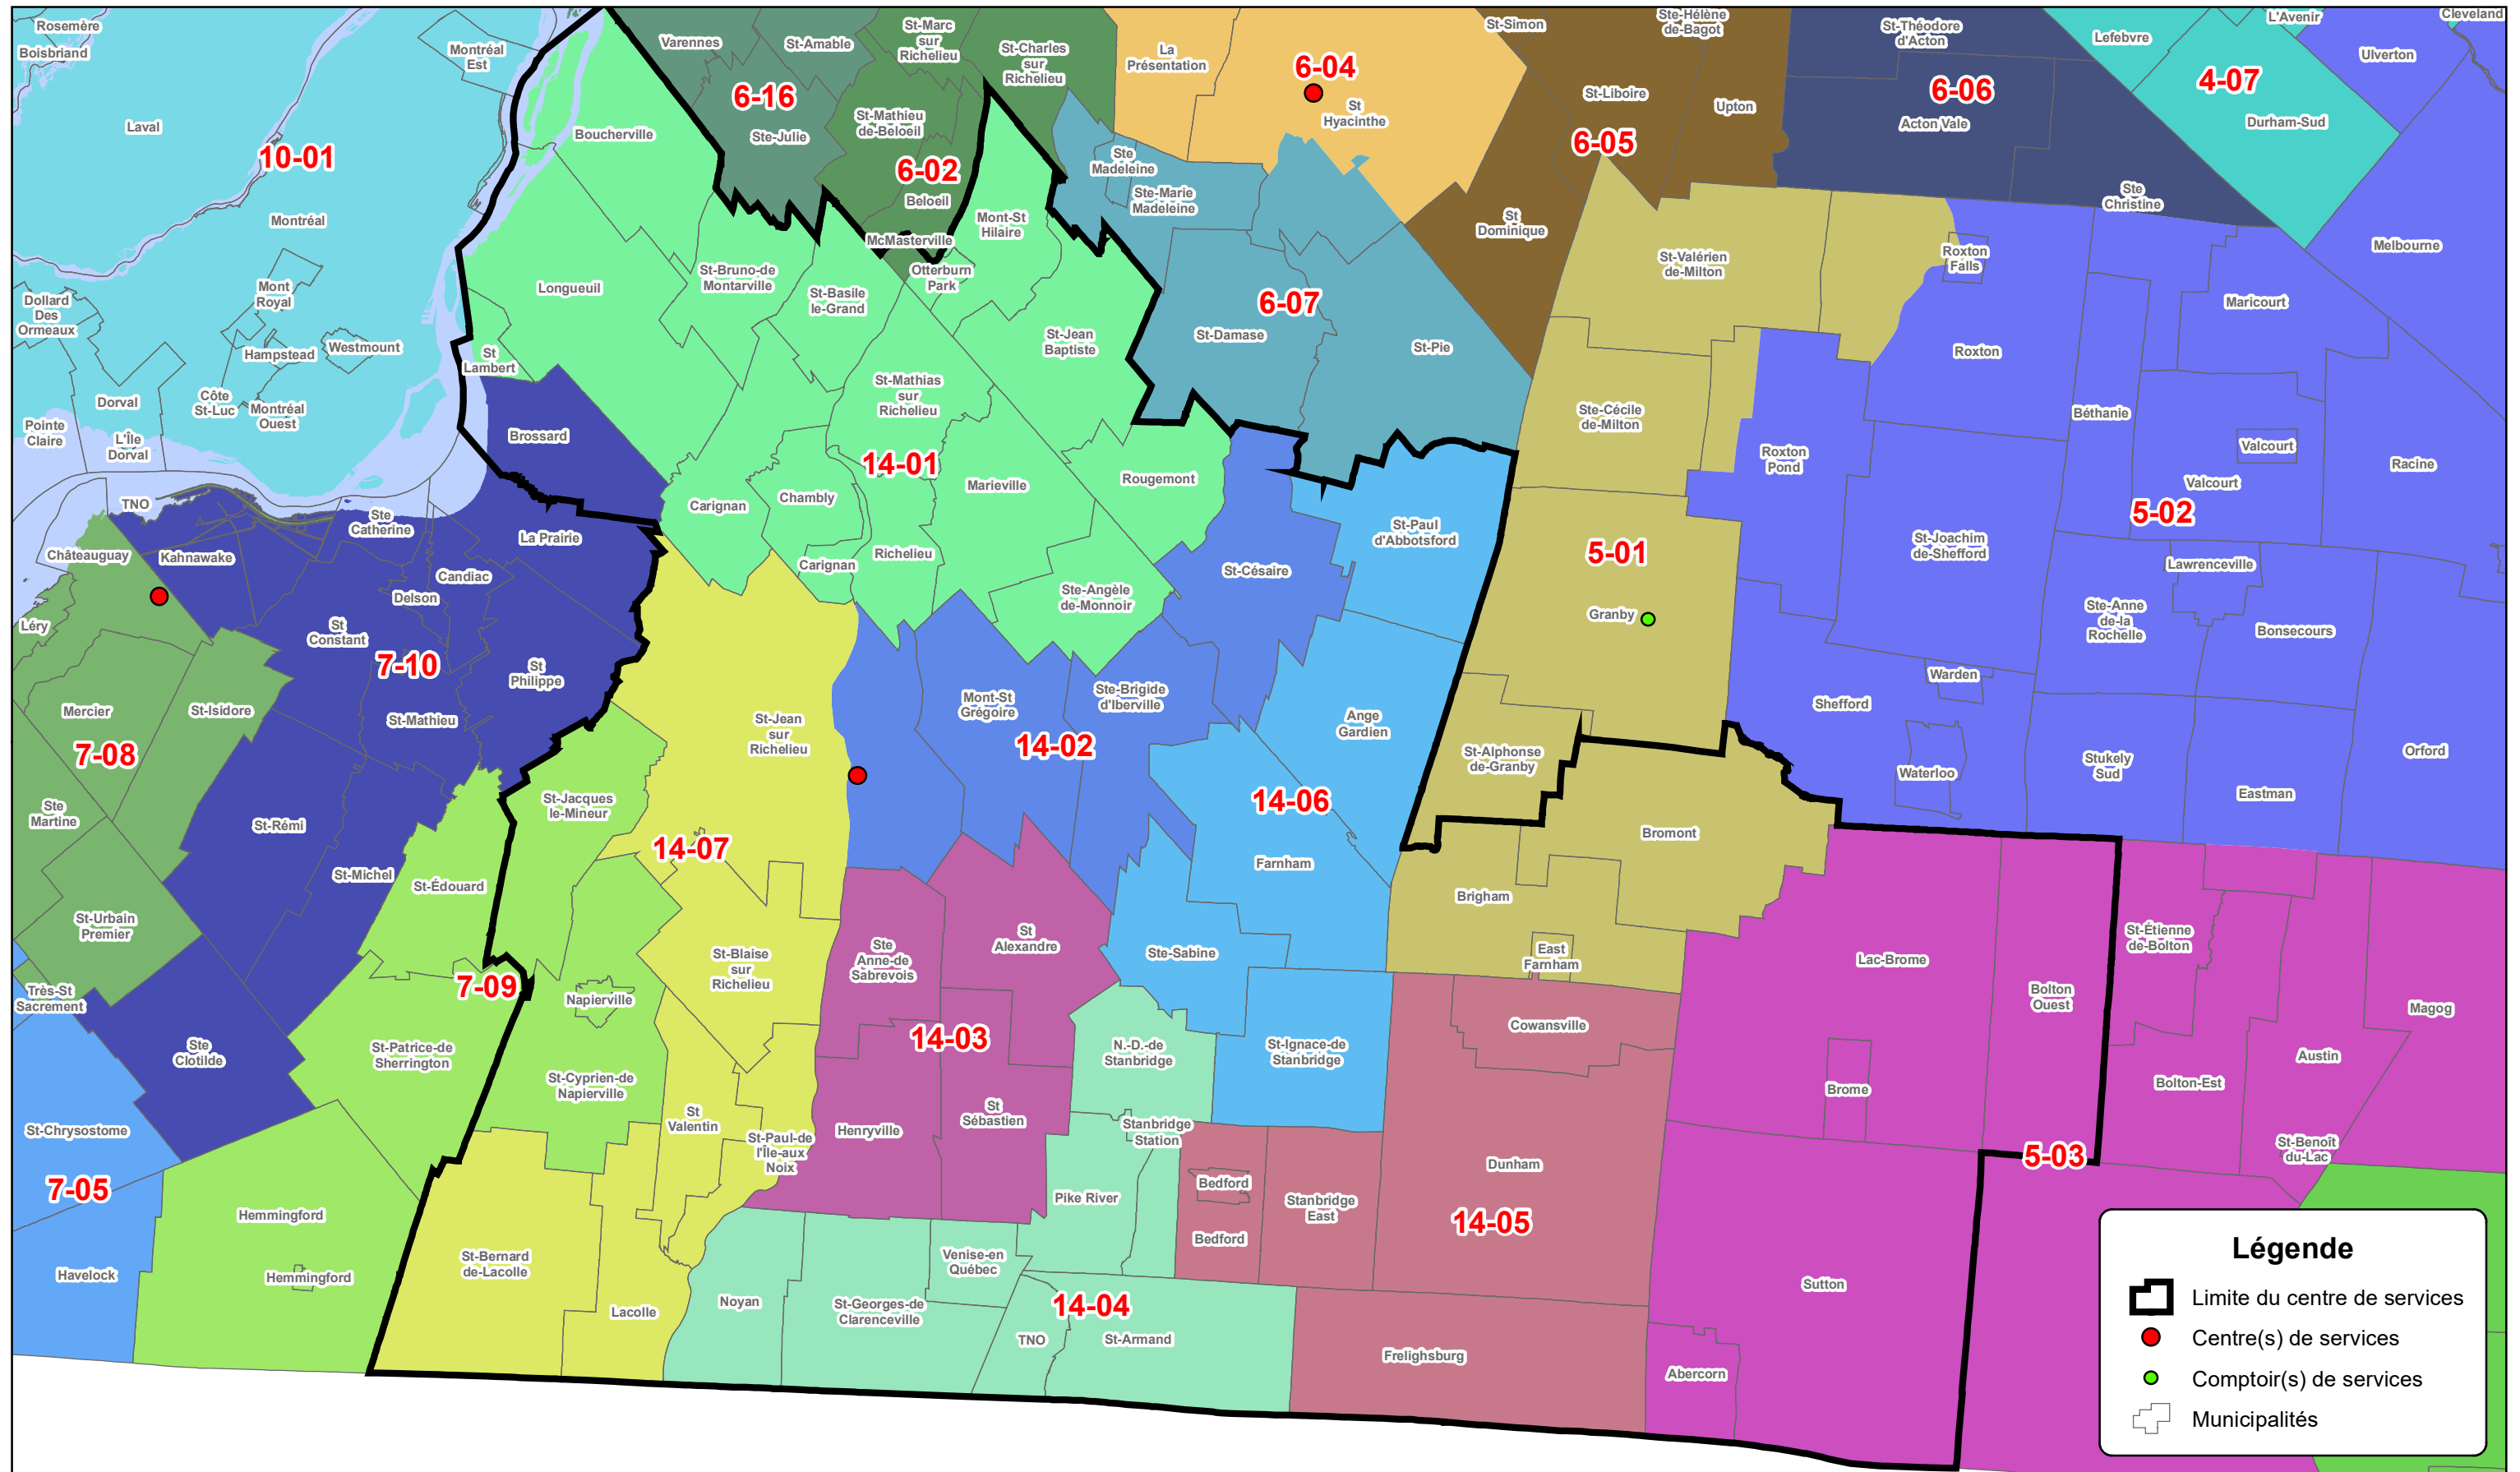 Rosemère
Boisbriand
Montréal
Est
Laval
10-01
Montréal
Mont
Royal
Dollard
Des
Ormeaux
Hampstead
Westmount
Côte
St-Luc
Montréal
Ouest
Dorval
Pointe
Claire
L'Île
Dorval
TNO
Varennes
St-Amable
St-Marc
sur
Richelieu
St-Charles
sur
Richelieu
6-16
Ste-Julie
St-Mathieu
de-Beloeil
6-02
Beloeil
McMasterville
Boucherville
Longueuil
St-Bruno-de
Montarville
St-Basile
le-Grand
Otterburn
Park
Mont-St
Hilaire
St
Lambert
Brossard
St-Jean
Baptiste
St-Mathias
sur
Richelieu
14-01
Carignan
Chambly
Carignan
Richelieu
Marieville
Rougemont
Ste-Angèle
de-Monnoir
La
Présentation
6-04
St
Hyacinthe
Ste
Madeleine
Ste-Marie
Madeleine
6-07
St-Damase
St-Pie
St-Simon
Ste-Hélène
de-Bagot
St-Liboire
Upton
6-05
St
Dominique
St-Théodore
d'Acton
6-06
Acton Vale
Ste
Christine
Lefebvre
L'Avenir
4-07
Durham-Sud
Cleveland
Ulverton
Melbourne
St-Valérien
de-Milton
Roxton
Falls
Maricourt
Roxton
Ste-Cécile
de-Milton
Roxton
Pond
Béthanie
Valcourt
Valcourt
Racine
5-02
St-Joachim
de-Shefford
Lawrenceville
5-01
Granby
Ste-Anne
de-la
Rochelle
Bonsecours
Warden
Shefford
Waterloo
Stukely
Sud
Eastman
Orford
St-Alphonse
de-Granby
Bromont
Brigham
East
Farnham
St-Paul
d'Abbotsford
St-Césaire
Ange
Gardien
14-06
Farnham
Ste-Sabine
St-Ignace-de
Stanbridge
Mont-St
Grégoire
Ste-Brigide
d'Iberville
14-02
St-Jean
sur
Richelieu
14-07
St-Jacques
le-Mineur
St-Blaise
sur
Richelieu
Ste
Catherine
La Prairie
Kahnawake
Candiac
Delson
St
Constant
7-10
St
Philippe
St-Mathieu
St-Rémi
St-Michel
Châteauguay
Léry
Mercier
St-Isidore
7-08
Ste
Martine
St-Urbain
Premier
Très-St
Sacrement
St-Édouard
7-09
Napierville
Ste
Clotilde
St-Patrice-de
Sherrington
St-Cyprien-de
Napierville
St-Chrysostome
7-05
Havelock
Hemmingford
Hemmingford
St
Valentin
St-Paul-de
l'Île-aux
Noix
St-Bernard
de-Lacolle
Lacolle
Ste
Anne-de
Sabrevois
St
Alexandre
14-03
Henryville
St
Sébastien
N.-D.-de
Stanbridge
Stanbridge
Station
Pike River
Venise-en
Québec
Noyan
St-Georges-de
Clarenceville
14-04
TNO
St-Armand
Cowansville
Dunham
Bedford
Bedford
Stanbridge
East
14-05
Frelighsburg
Lac-Brome
Bolton
Ouest
Brome
Sutton
Abercorn
St-Étienne
de-Bolton
Magog
Austin
Bolton-Est
St-Benoît
du-Lac
5-03
Légende
Limite du centre de services
Centre(s) de services
Comptoir(s) de services
Municipalités